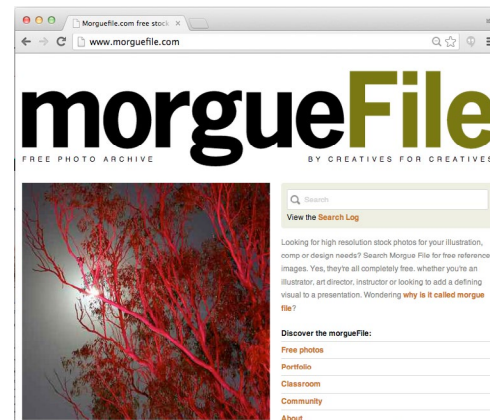 Morguefile.com free stock
www.morguefile.com
morgueFile
FREE PHOTO ARCHIVE
BY CREATIVES FOR CREATIVES
Search
View the Search Log
Looking for high resolution stock photos for your illustration,
comp or design needs? Search Morgue File for free reference
images. Yes, they're all completely free. whether you're an
illustrator, art director, instructor or looking to add a defining
visual to a presentation. Wondering why is it called morgue
file?
Discover the morgueFile:
Free photos
Portfolio
Classroom
Community
About